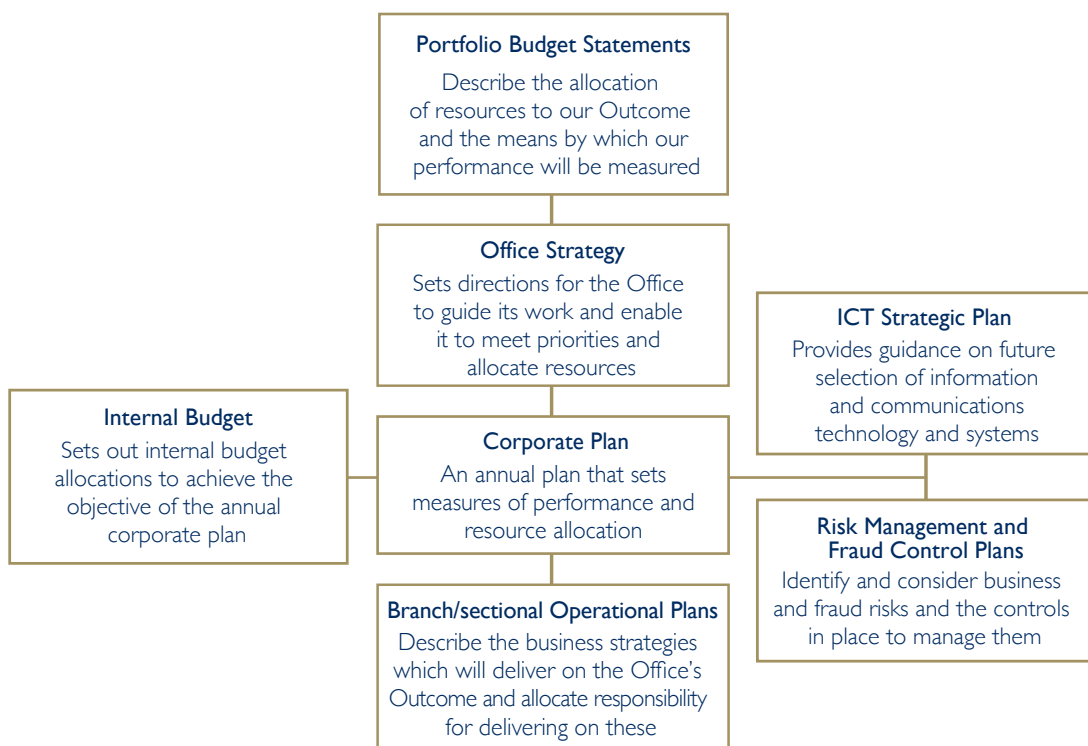 Portfolio Budget Statements
Describe the allocation
of resources to our Outcome
and the means by which our
performance will be measured
Office Strategy
Sets directions for the Office
to guide its work and enable
it to meet priorities and
allocate resources
ICT Strategic Plan
Provides guidance on future
selection of information
and communications
technology and systems
Internal Budget
Sets out internal budget
allocations to achieve the
objective of the annual
corporate plan
Corporate Plan
An annual plan that sets
measures of performance and
resource allocation
Risk Management and
Fraud Control Plans
Identify and consider business
and fraud risks and the controls
in place to manage them
Branch/sectional Operational Plans
Describe the business strategies
which will deliver on the Office’s
Outcome and allocate responsibility
for delivering on these